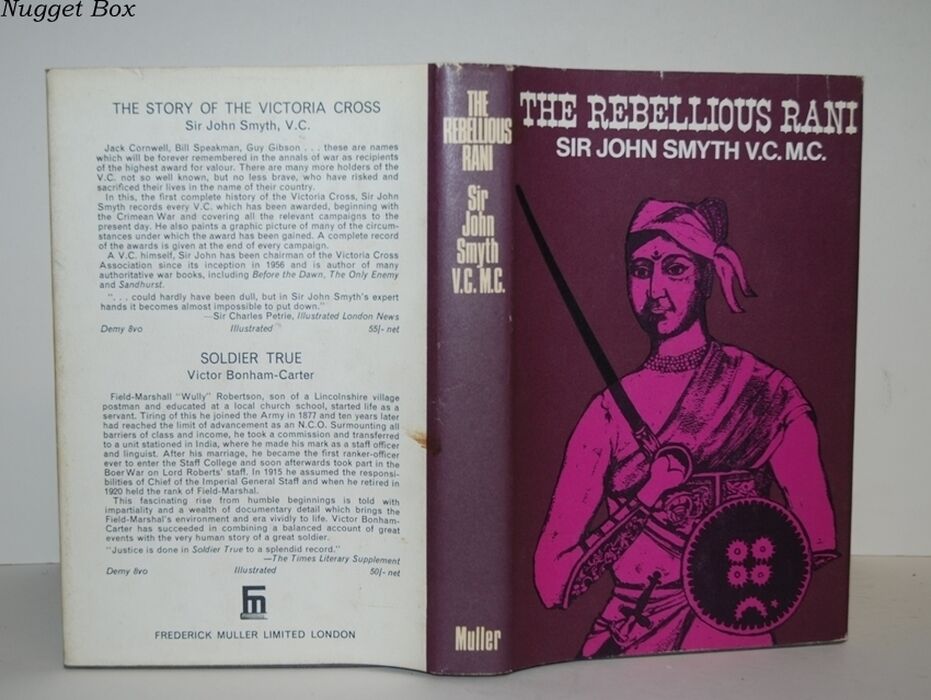 Nugget Box
THE STORY OF THE VICTORIA CROSS
Sir John Smyth, V.C.
Jack Cornwell, Bill Speakman, Guy Gibson . . . these are names
which will be forever remembered in the annals of war as recipients
of the highest award for valour. There are many more holders of the
V.C. not so well known, but no less brave, who have risked and
sacrificed their lives in the name of their country.
In this, the first complete history of the Victoria Cross, Sir John
Smyth records every V.C. which has been awarded, beginning with
the Crimean War and covering all the relevant campaigns to the
present day. He also paints a graphic picture of many of the circum-
stances under which the award has been gained. A complete record
of the awards is given at the end of every campaign.
A V.C. himself, Sir John has been chairman of the Victoria Cross
Association since its inception in 1956 and is author of many
authoritative war books, including Before the Dawn, The Only Enemy
and Sandhurst.
". . . could hardly have been dull, but in Sir John Smyth's expert
hands it becomes almost impossible to put down."
—Sir Charles Petrie, Illustrated London News
Demy 8vo Illustrated 55/- net
SOLDIER TRUE
Victor Bonham-Carter
Field-Marshall "Wully" Robertson, son of a Lincolnshire village
postman and educated at a local church school, started life as a
servant. Tiring of this he joined the Army in 1877 and ten years later
had reached the limit of advancement as an N.C.O. Surmounting all
barriers of class and income, he took a commission and transferred
to a unit stationed in India, where he made his mark as a staff officer
and linguist. After his marriage, he became the first ranker-officer
ever to enter the Staff College and soon afterwards took part in the
Boer War on Lord Roberts' staff. In 1915 he assumed the responsi-
bilities of Chief of the Imperial General Staff and when he retired in
1920 held the rank of Field-Marshal.
This fascinating rise from humble beginnings is told with
impartiality and a wealth of documentary detail which brings the
Field-Marshal's environment and era vividly to life. Victor Bonham-
Carter has succeeded in combining a balanced account of great
events with the very human story of a great soldier.
"Justice is done in Soldier True to a splendid record."
—The Times Literary Supplement
Demy 8vo Illustrated 50/- net
Fm
FREDERICK MULLER LIMITED LONDON
THE
REBELLIOUS
RANI
Sir
John
Smyth
V.C. M.C.
Muller
THE REBELLIOUS RANI
SIR JOHN SMYTH V.C. M.C.